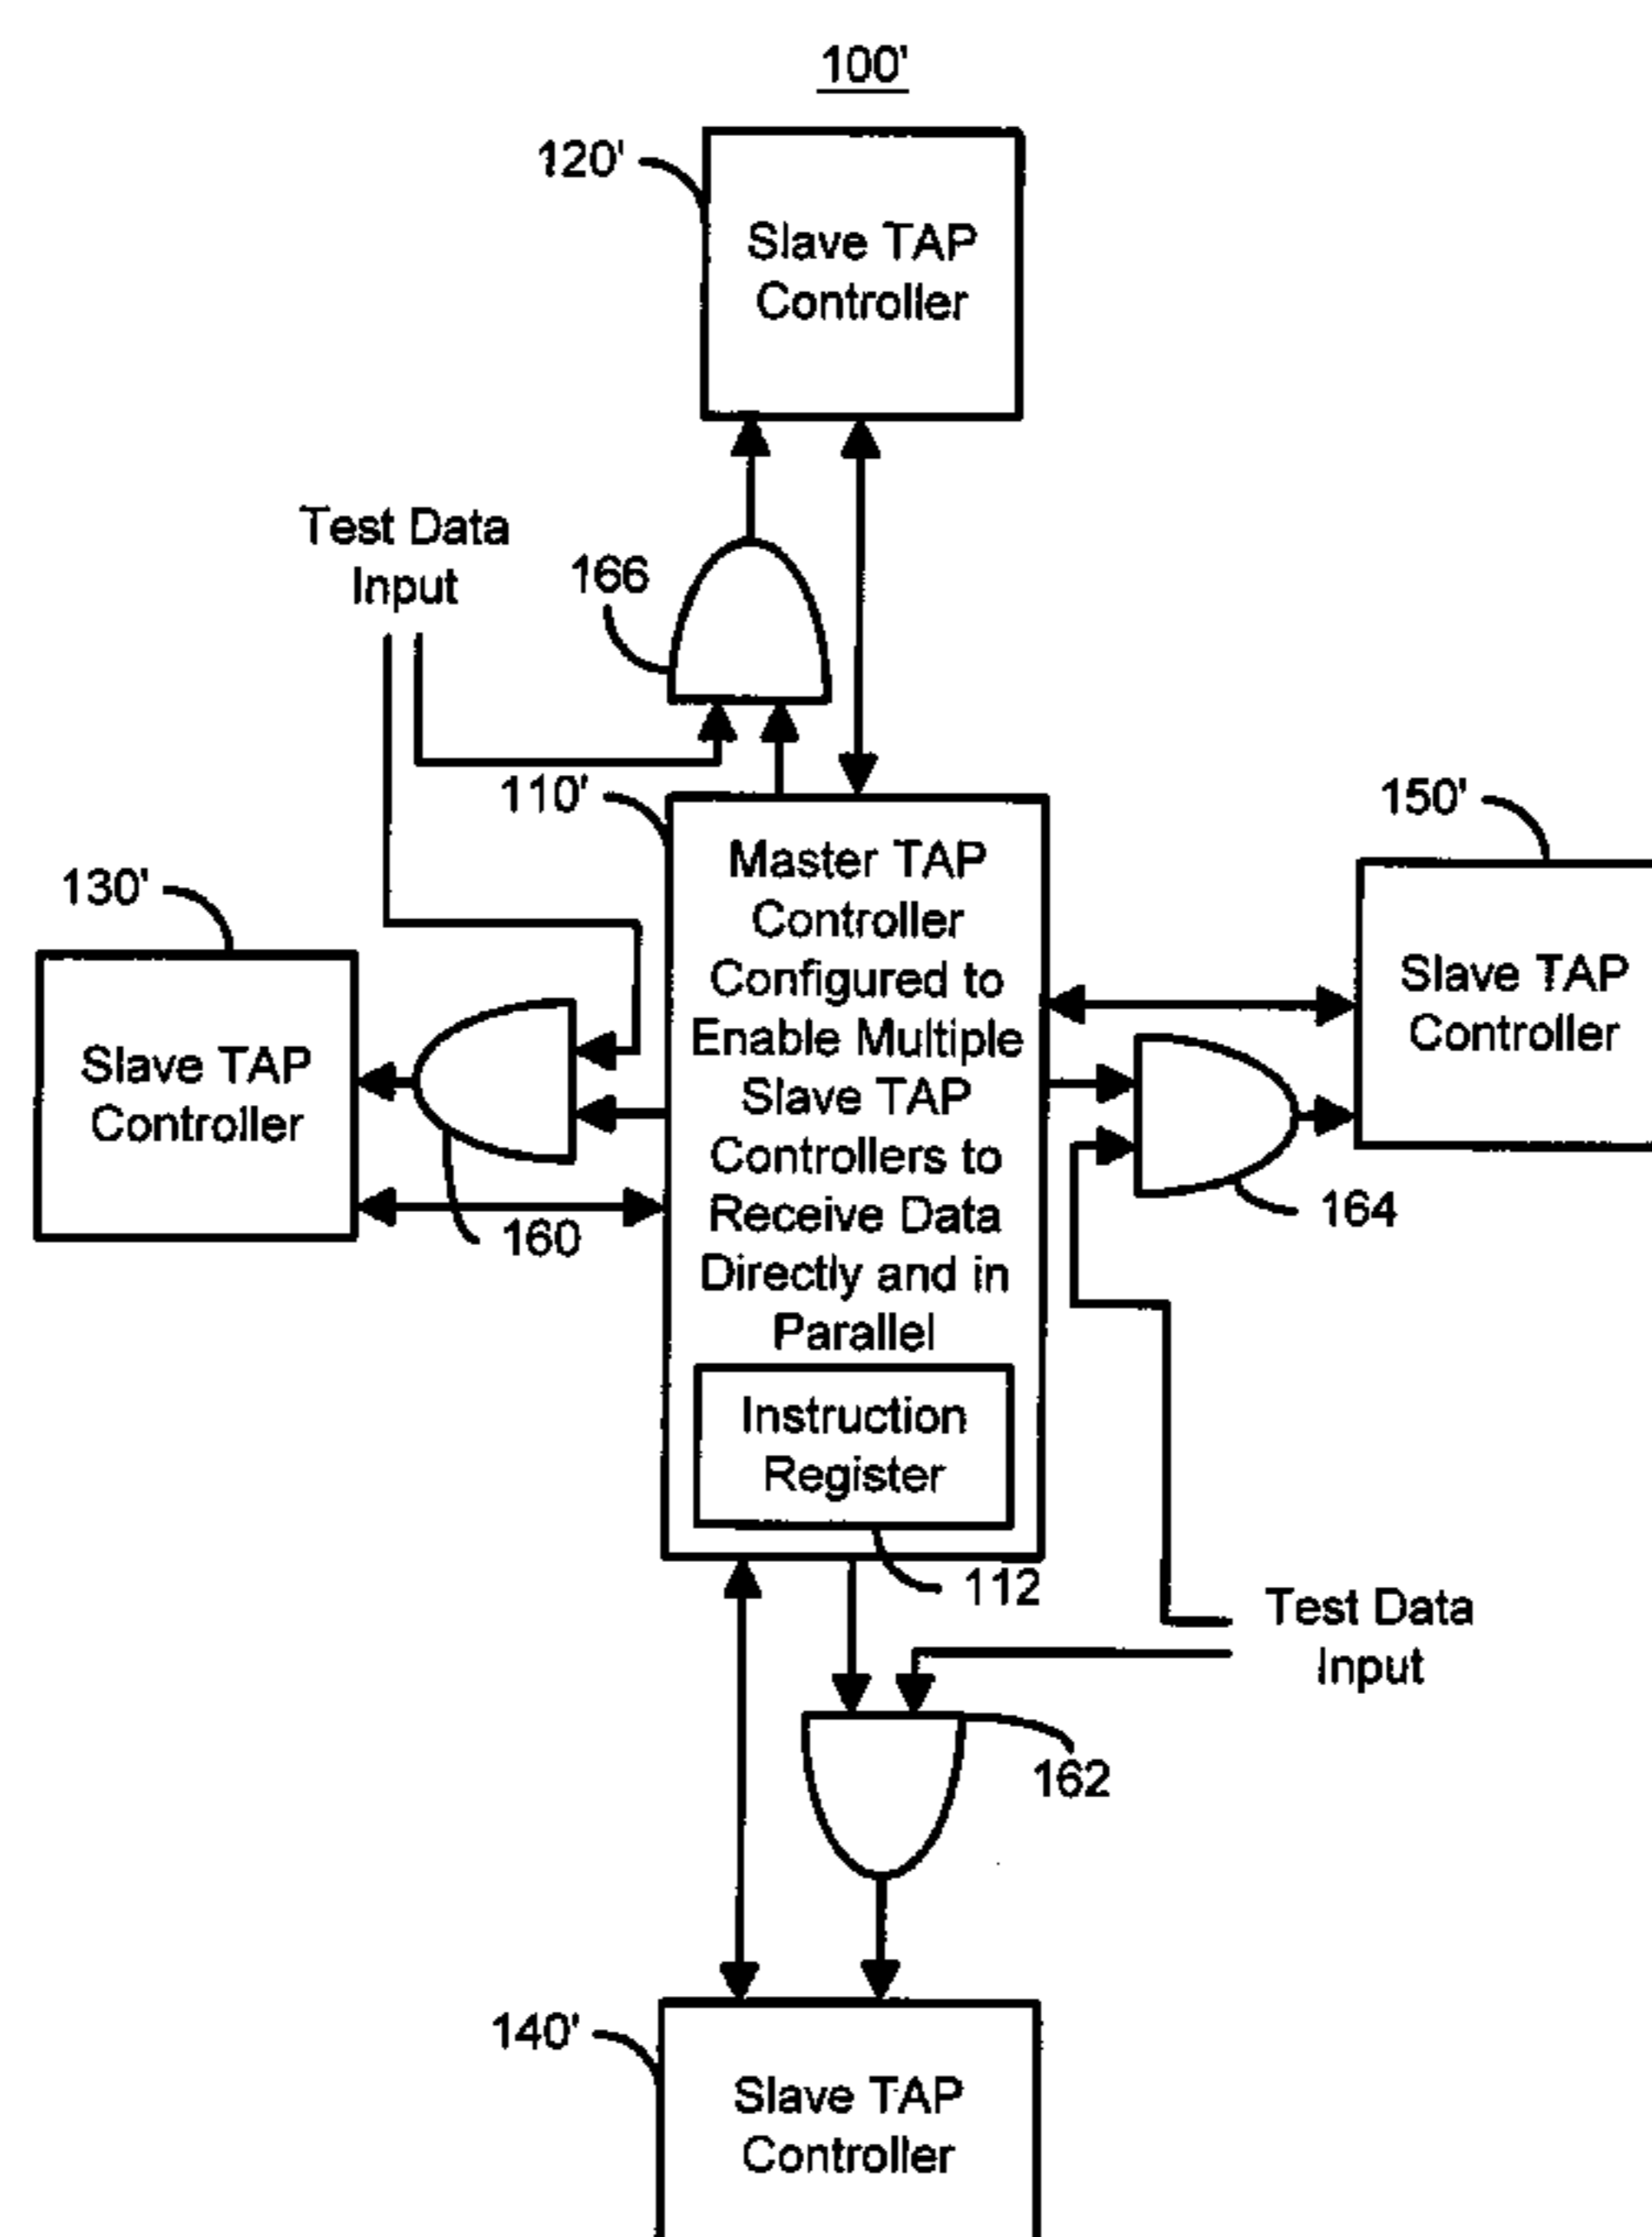 100'
120'
Slave TAP
Controller
Test Data
Input
166
110'
150'
130'
Master TAP
Controller
Configured to
Enable Multiple
Slave TAP
Controllers to
Receive Data
Directly and in
Parallel
Slave TAP
Controller
Slave TAP
Controller
160
164
Instruction
Register
112
Test Data
Input
162
140'
Slave TAP
Controller